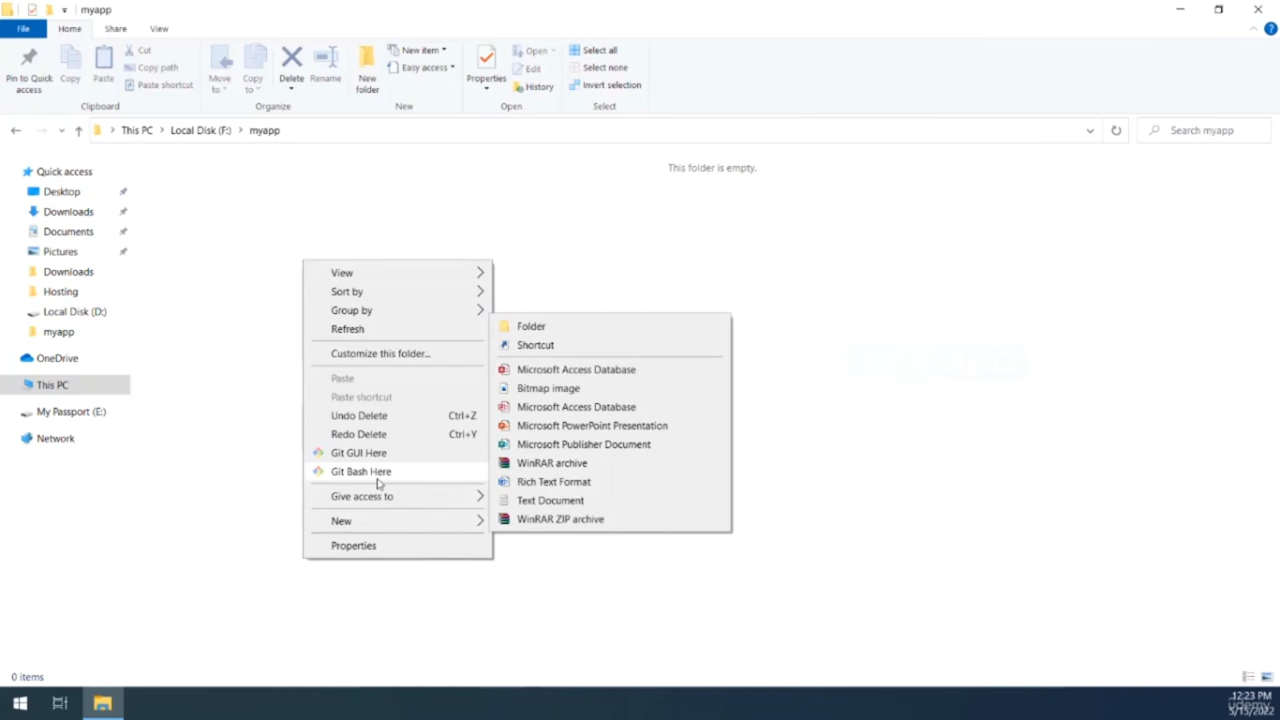 myapp
File Home Share View
Pin to Quick access
Copy
Paste
Cut
Copy path
Paste shortcut
Clipboard
Move to
Copy to
Delete
Rename
Organize
New folder
New item
Easy access
New
Properties
Open
Edit
History
Open
Select all
Select none
Invert selection
Select
This PC > Local Disk (F:) > myapp
Search myapp
Quick access
Desktop
Downloads
Documents
Pictures
Downloads
Hosting
Local Disk (D:)
myapp
OneDrive
This PC
My Passport (E:)
Network
This folder is empty.
View
Sort by
Group by
Refresh
Customize this folder...
Paste
Paste shortcut
Undo Delete Ctrl+Z
Redo Delete Ctrl+Y
Git GUI Here
Git Bash Here
Give access to
New
Properties
Folder
Shortcut
Microsoft Access Database
Bitmap image
Microsoft Access Database
Microsoft PowerPoint Presentation
Microsoft Publisher Document
WinRAR archive
Rich Text Format
Text Document
WinRAR ZIP archive
0 items
12:23 PM
5/15/2022
udemy